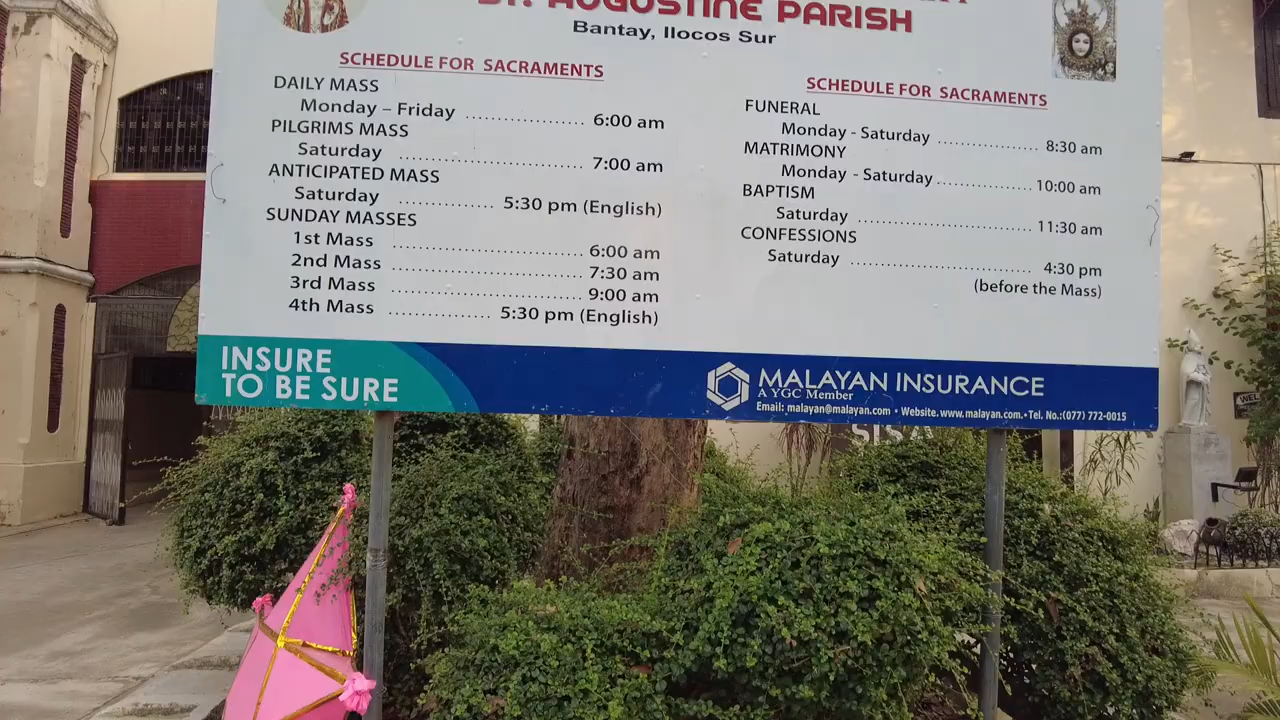 ST. AUGUSTINE PARISH
Bantay, Ilocos Sur
SCHEDULE FOR SACRAMENTS
DAILY MASS
Monday – Friday ........................ 6:00 am
PILGRIMS MASS
Saturday ................................... 7:00 am
ANTICIPATED MASS
Saturday .................. 5:30 pm (English)
SUNDAY MASSES
1st Mass ..................................... 6:00 am
2nd Mass ..................................... 7:30 am
3rd Mass ..................................... 9:00 am
4th Mass .................... 5:30 pm (English)
SCHEDULE FOR SACRAMENTS
FUNERAL
Monday - Saturday .................... 8:30 am
MATRIMONY
Monday - Saturday .................... 10:00 am
BAPTISM
Saturday .................................... 11:30 am
CONFESSIONS
Saturday ..................................... 4:30 pm
(before the Mass)
INSURE
TO BE SURE
MALAYAN INSURANCE
A YGC Member
Email: malayan@malayan.com • Website. www.malayan.com.• Tel. No.:(077) 772-0015